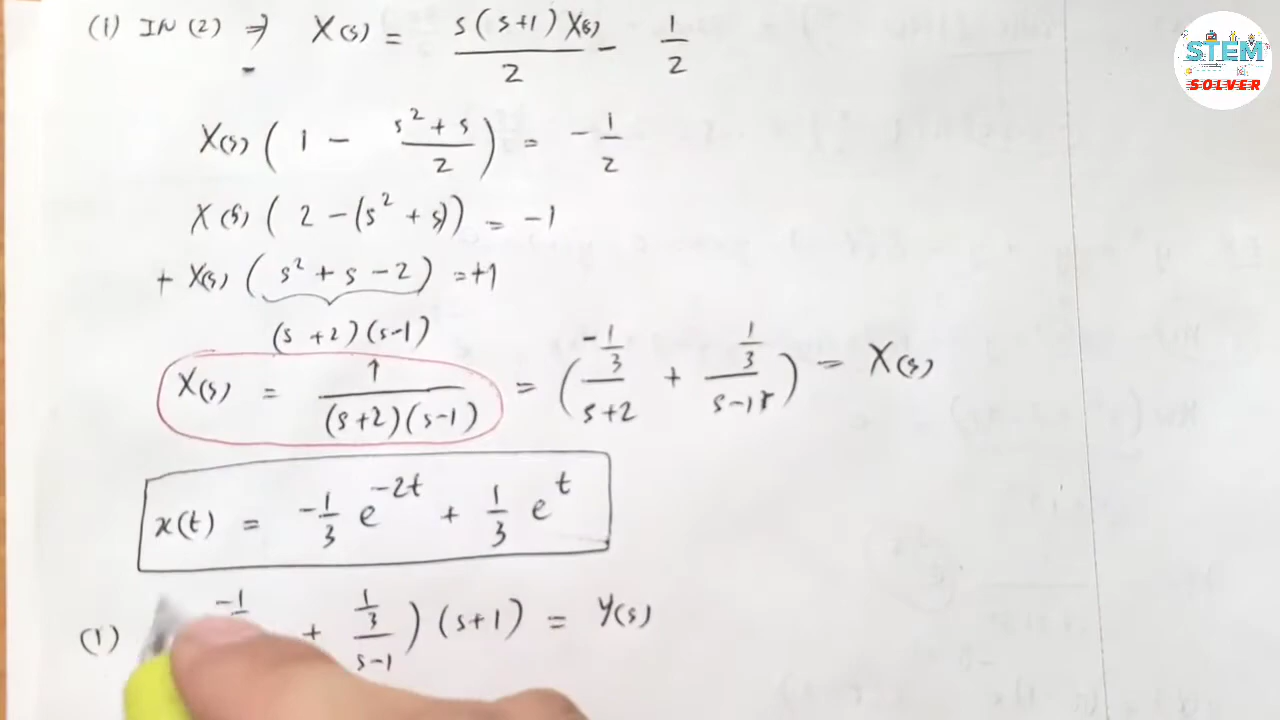 (1) IN (2) ⇒ X(s) = s(s+1)X(s)/2 - 1/2
STEM
SOLVER
X(s) ( 1 - (s² + s)/2 ) = -1/2
X(s) ( 2 - (s² + s)) = -1
+ X(s) ( s² + s - 2 ) = +1
(s + 2)(s-1)
X(s) = 1/((s+2)(s-1)) = ( (-1/3)/(s+2) + (1/3)/(s-1) ) = X(s)
x(t) = -1/3 e^(-2t) + 1/3 e^t
(1) -1 + (1/3)/(s-1) ) (s+1) = Y(s)